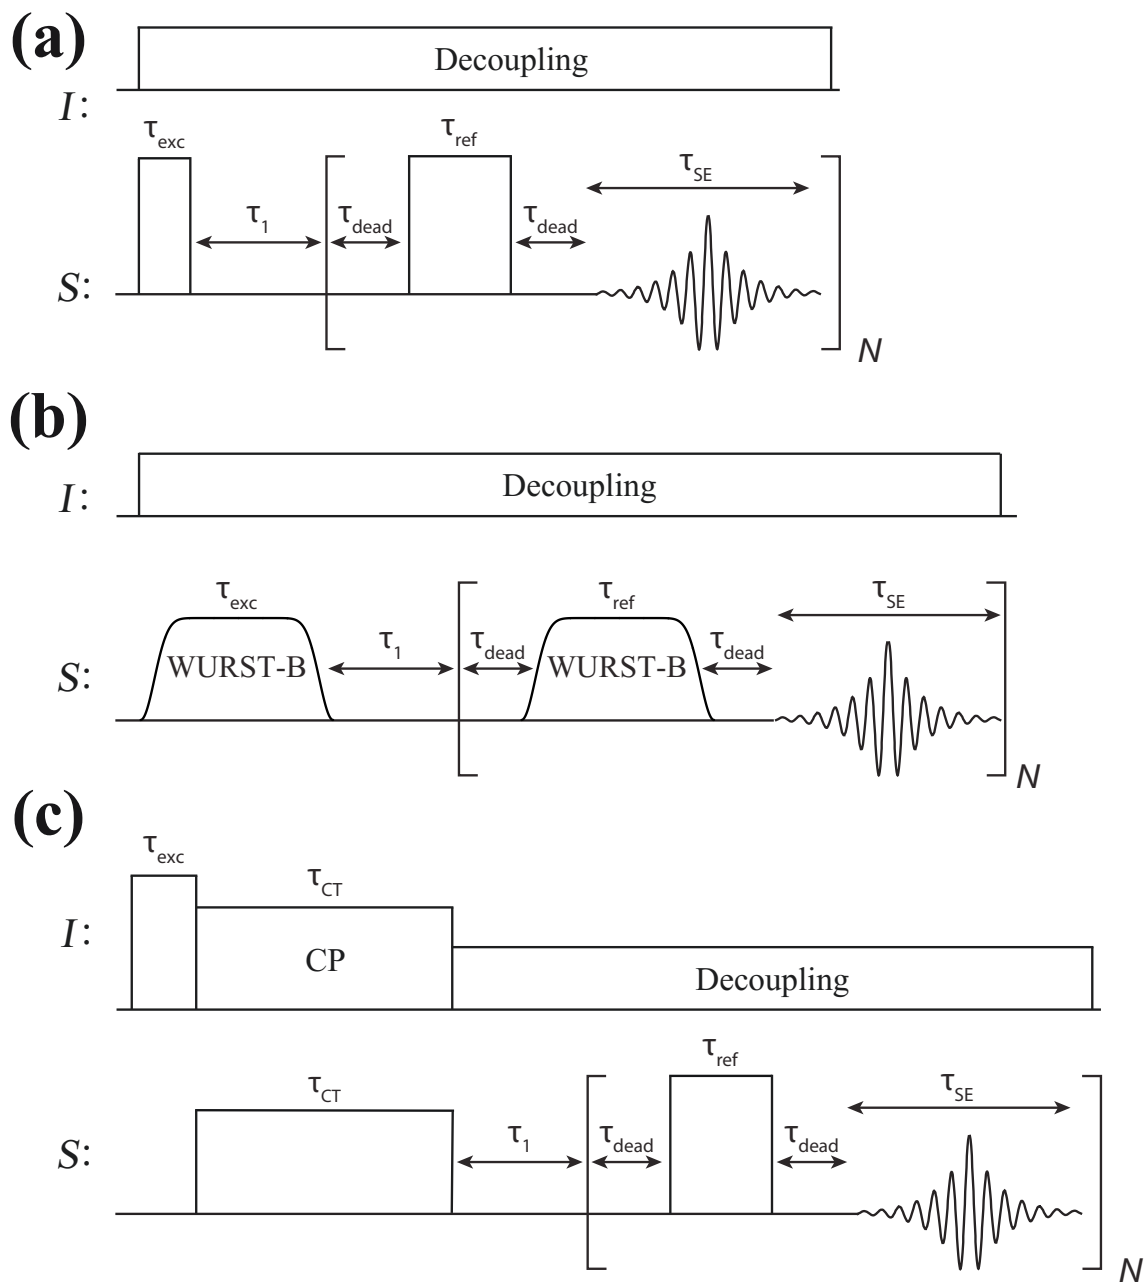 (a)
Decoupling
I:
τexc
τref
τSE
τ1
τdead
τdead
S:
N
(b)
Decoupling
I:
τexc
τref
τSE
τ1
τdead
τdead
WURST-B
WURST-B
S:
N
(c)
τexc
τCT
I:
CP
Decoupling
τref
τCT
τSE
τ1
τdead
τdead
S:
N